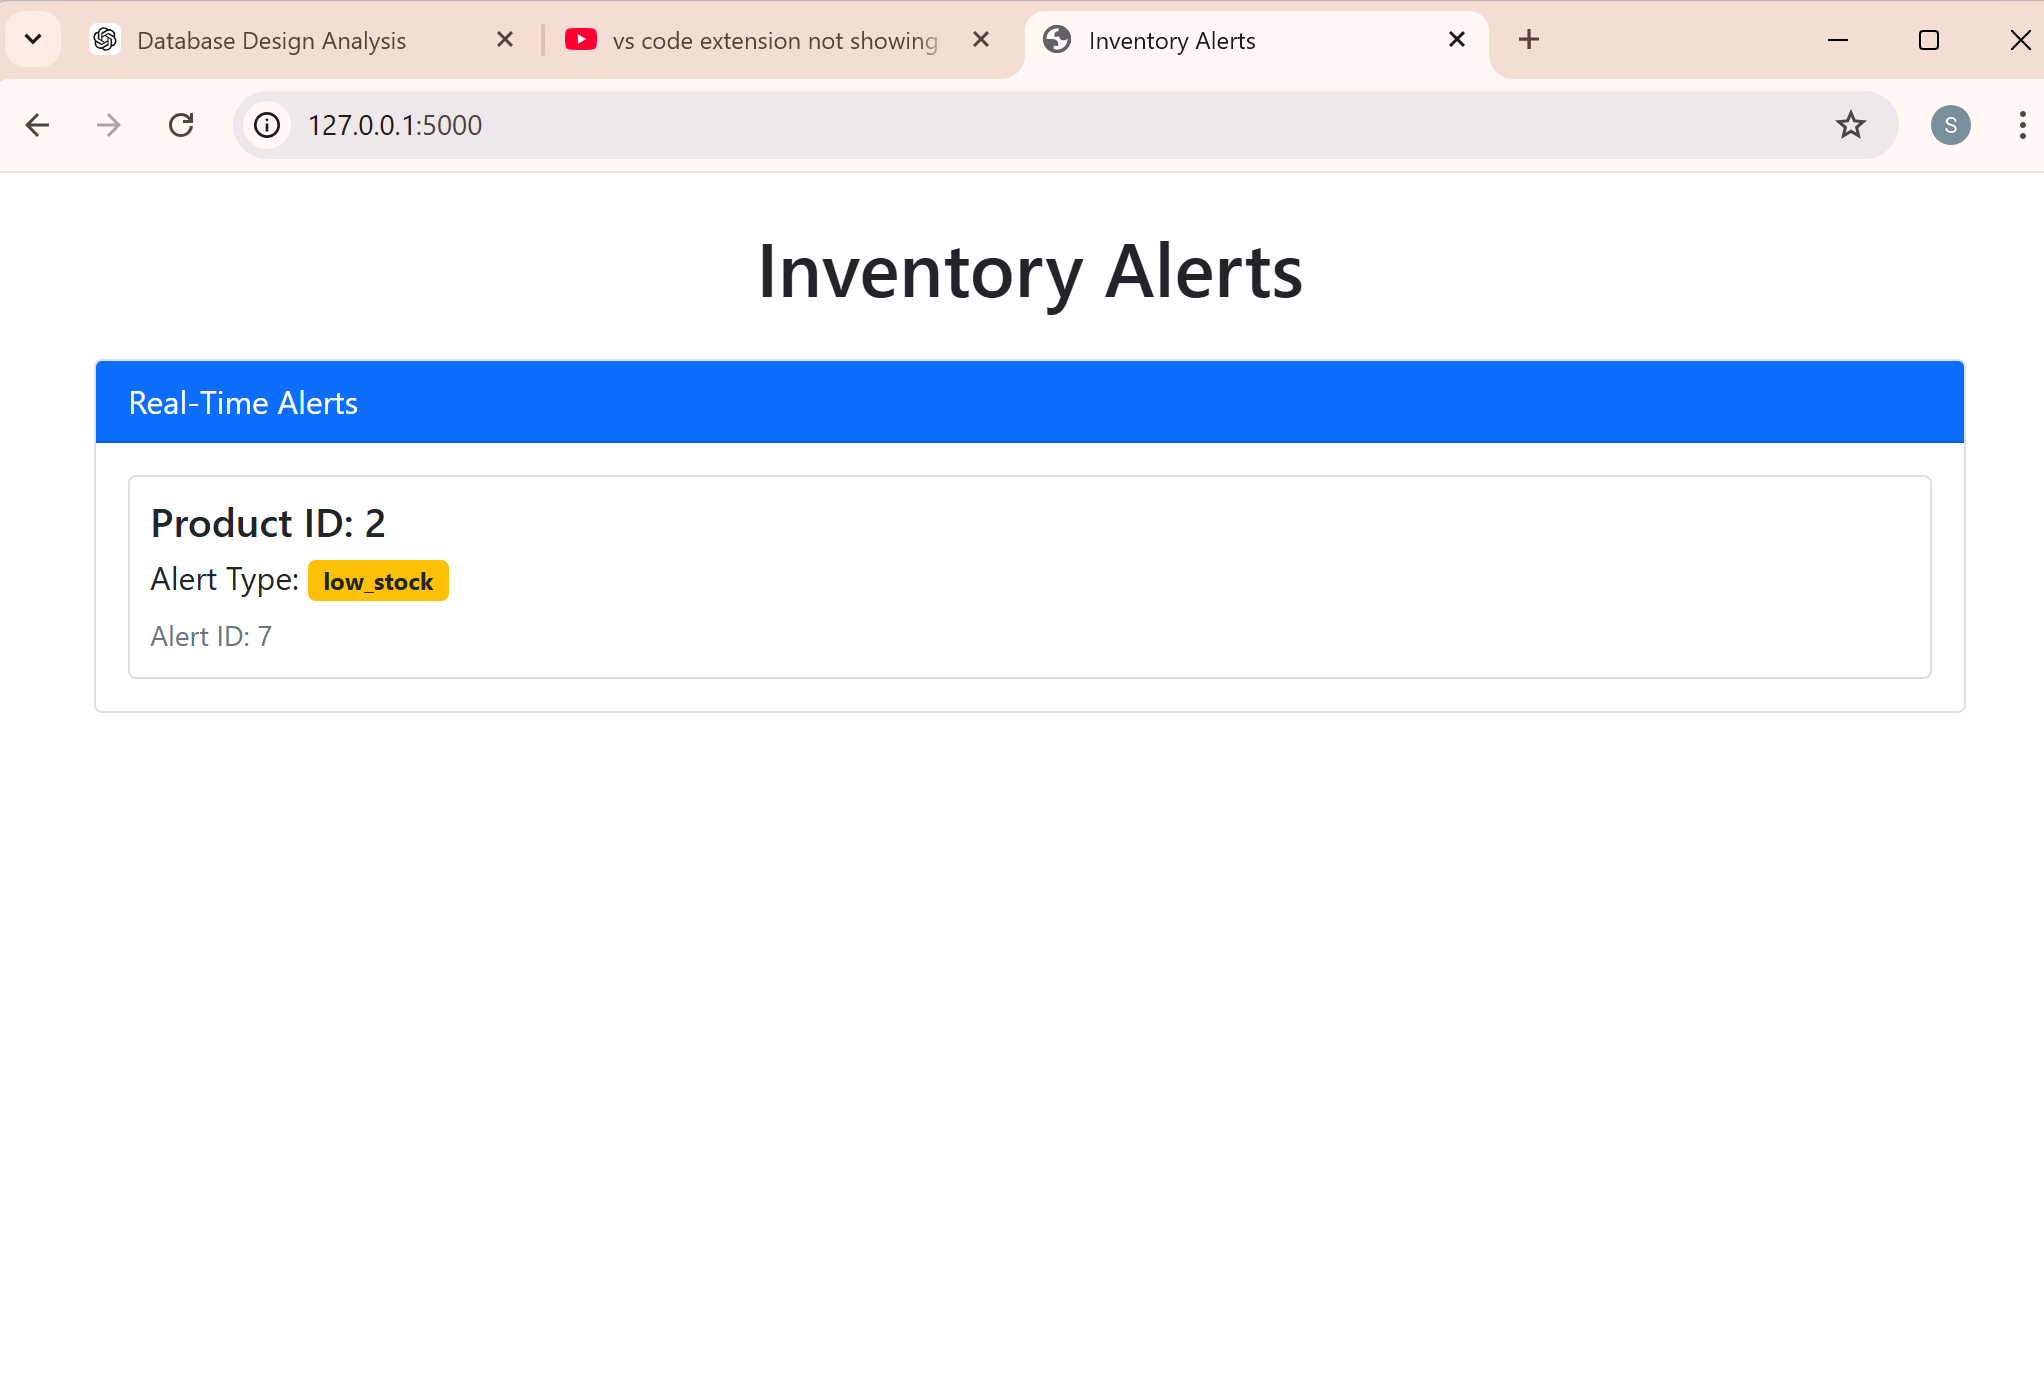 Database Design Analysis
vs code extension not showing
Inventory Alerts
127.0.0.1:5000
S
Inventory Alerts
Real-Time Alerts
Product ID: 2
Alert Type: low_stock
Alert ID: 7